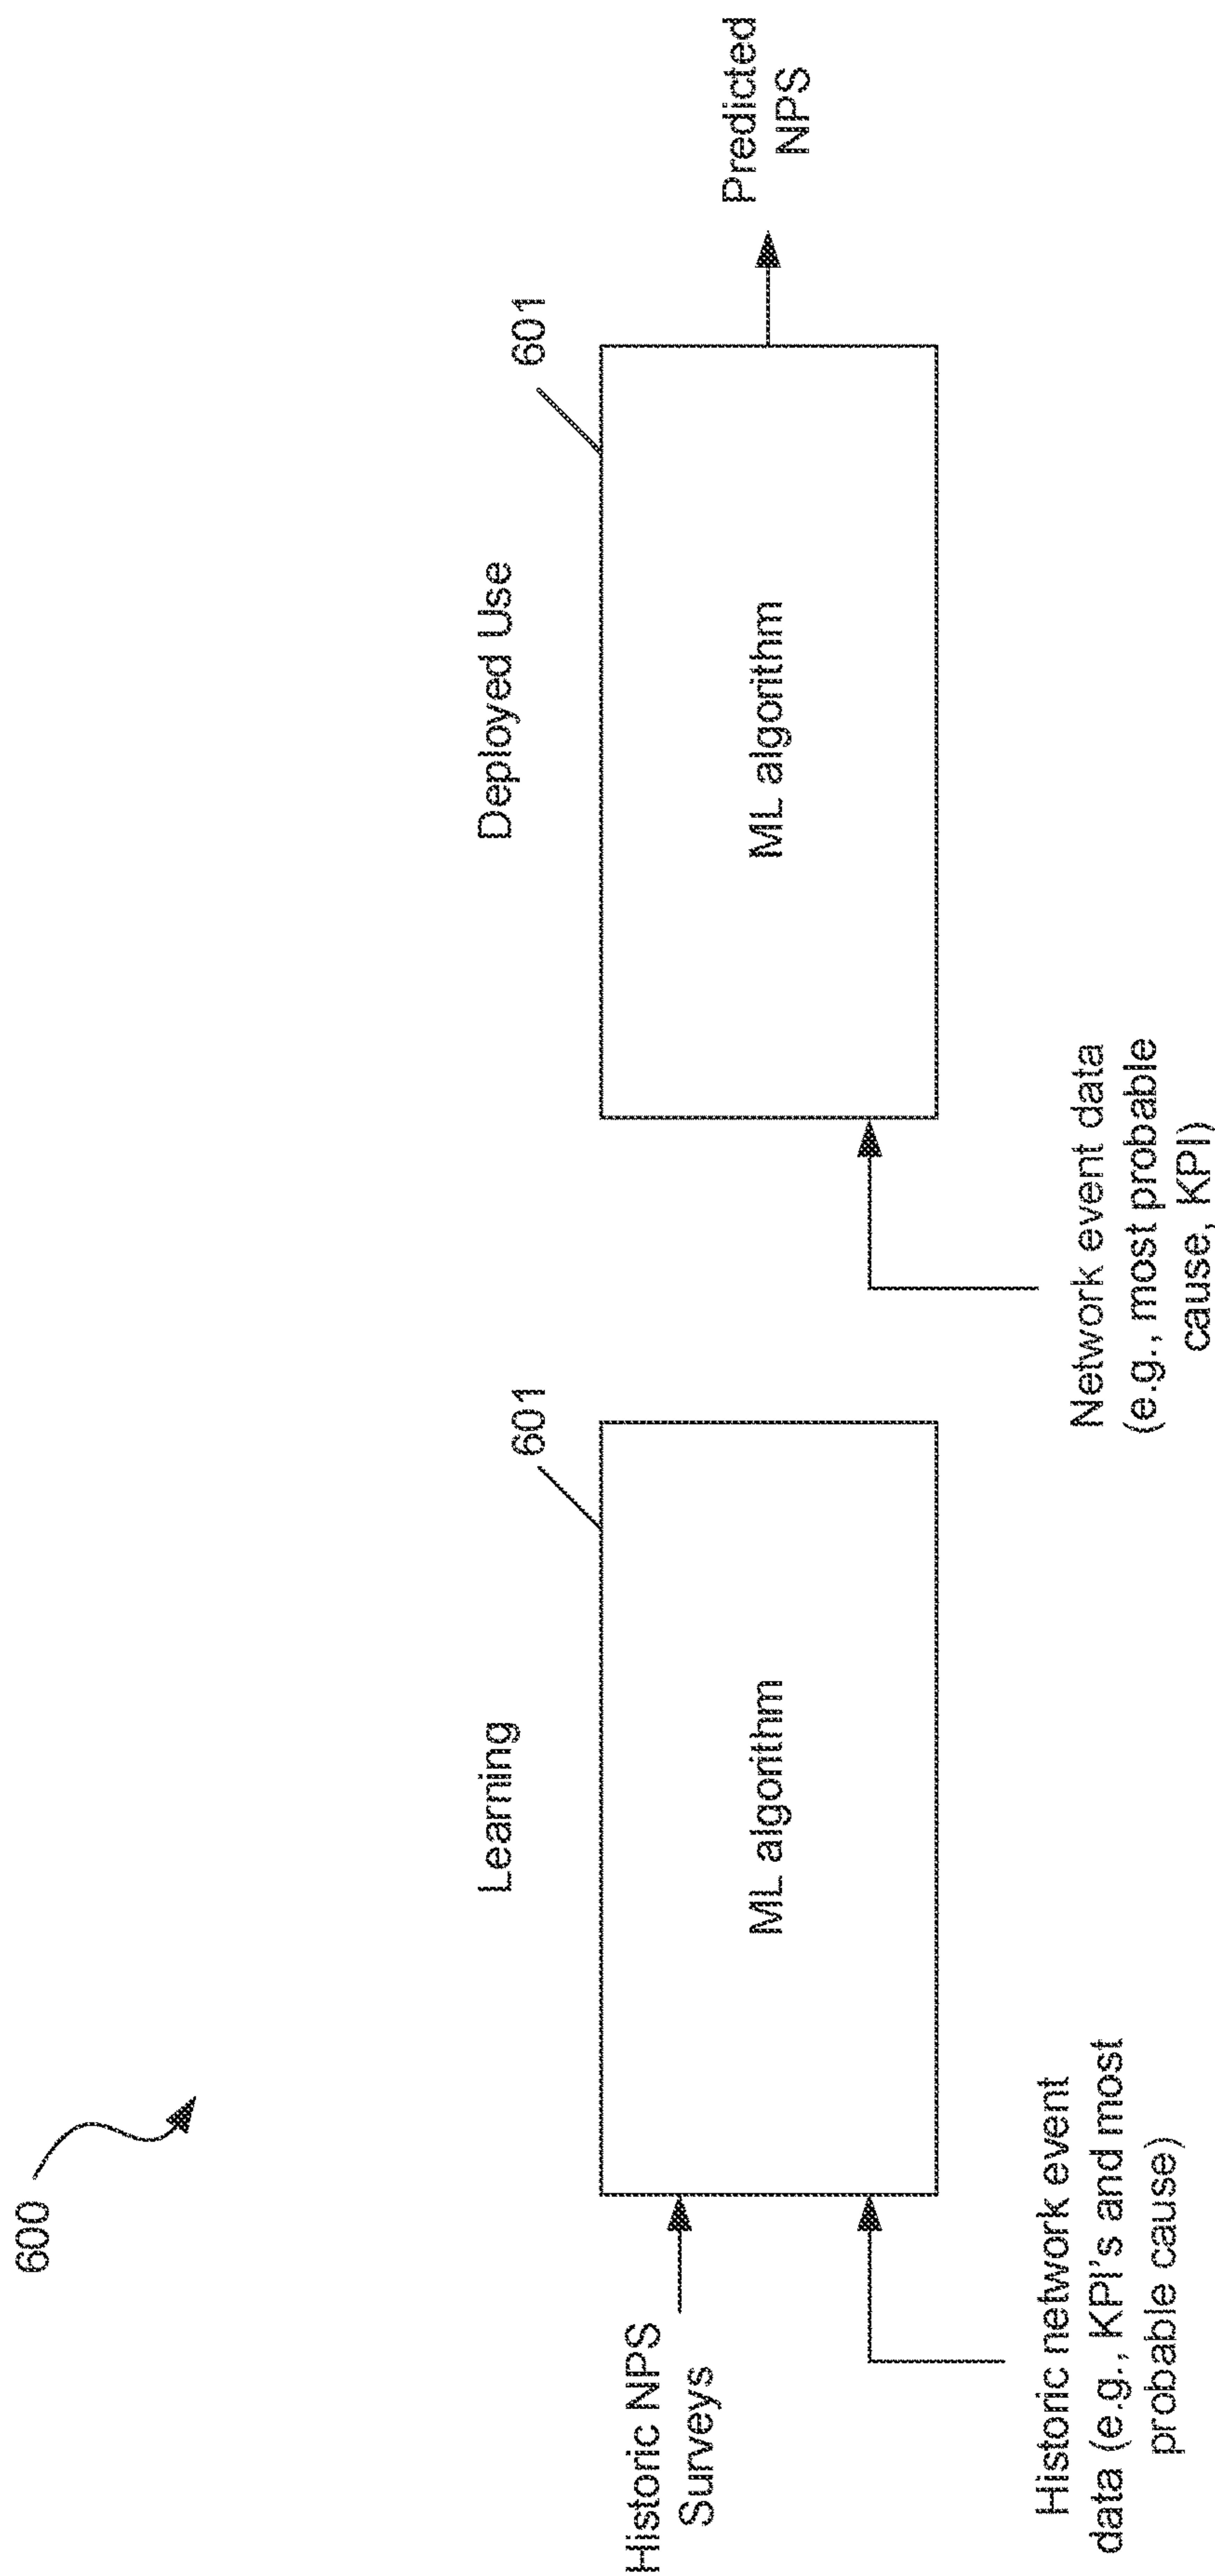 600
Learning
601
ML algorithm
Historic NPS
Surveys
Historic network event
data (e.g., KPI's and most
probable cause)
Deployed Use
601
ML algorithm
Network event data
(e.g., most probable
cause, KPI)
Predicted
NPS